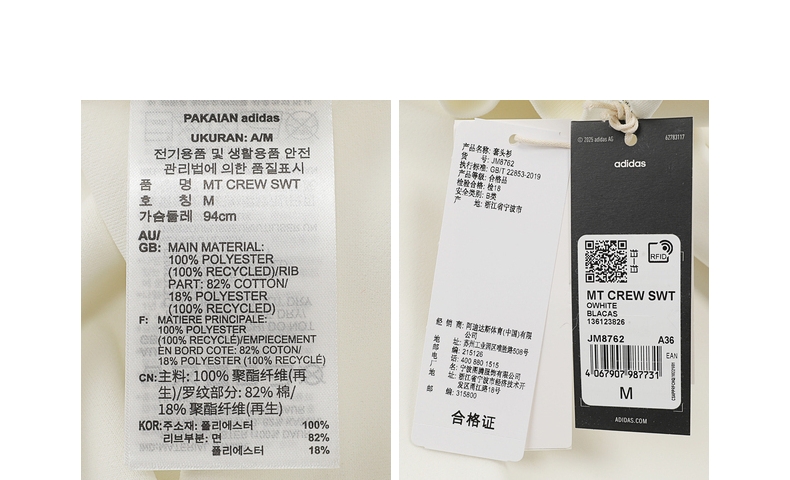 PAKAIAN adidas
UKURAN: A/M
전기용품 및 생활용품 안전
관리법에 의한 품질표시
품 명 MT CREW SWT
호 칭 M
가슴둘레 94cm
AU/
GB: MAIN MATERIAL:
100% POLYESTER
(100% RECYCLED)/RIB
PART: 82% COTTON/
18% POLYESTER
(100% RECYCLED)
F: MATIÈRE PRINCIPALE:
100% POLYESTER
(100% RECYCLÉ)/EMPIECEMENT
EN BORD COTE: 82% COTON/
18% POLYESTER (100% RECYCLÉ)
CN: 主料: 100% 聚酯纤维(再
生)/罗纹部分: 82% 棉/
18% 聚酯纤维(再生)
KOR: 주소재: 폴리에스터 100%
리브부분: 면 82%
폴리에스터 18%
产品名称: 套头衫
货 号: JM8762
执行标准: GB/T 22853-2019
产品等级: 合格品
检验合格: 检18
安全类别: B类
产 地: 浙江省宁波市
经 销 商: 阿迪达斯体育(中国)有限
公司
地 址: 苏州工业园区唯胜路508号
邮 编: 215126
电 话: 400 880 1515
名: 宁波甬腾服饰有限公司
地 址: 浙江省宁波市经济技术开
发区甬江路18号
邮 编: 315800
合格证
© 2025 adidas AG
62783117
adidas
RFID
MT CREW SWT
OWHITE
BLACAS
136123826
JM8762 A36
EAN
4 067907 987731
M
ADIDAS.COM